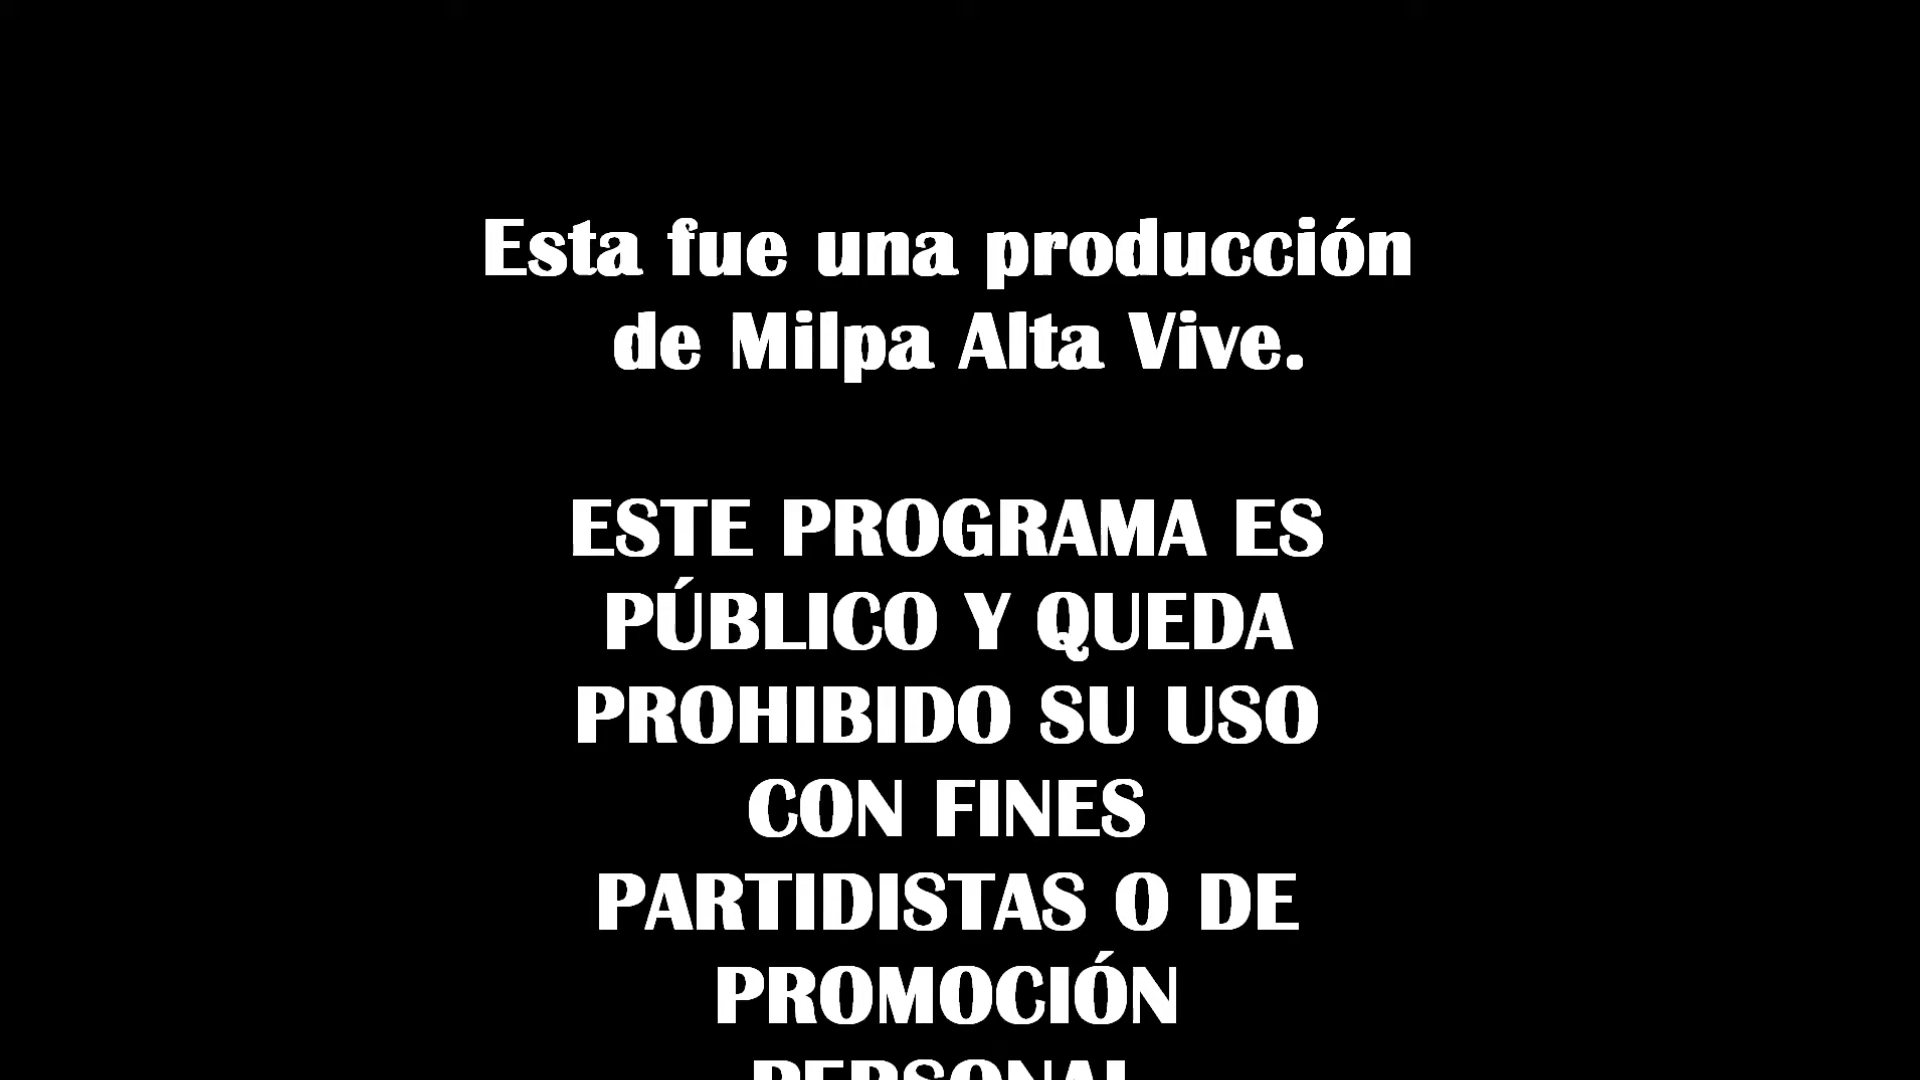 Esta fue una producción
de Milpa Alta Vive.
ESTE PROGRAMA ES
PÚBLICO Y QUEDA
PROHIBIDO SU USO
CON FINES
PARTIDISTAS O DE
PROMOCIÓN
PERSONAL